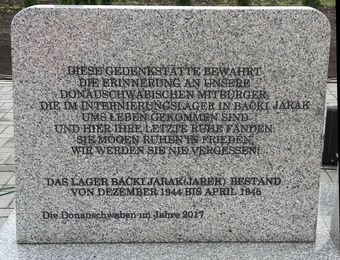 DIESE GEDENKSTÄTTE BEWAHRT
DIE ERINNERUNG AN UNSERE
DONAUSCHWÄBISCHEN MITBÜRGER,
DIE IM INTERNIERUNGSLAGER IN BAČKI JARAK
UMS LEBEN GEKOMMEN SIND
UND HIER IHRE LETZTE RUHE FANDEN.
SIE MÖGEN RUHEN IN FRIEDEN,
WIR WERDEN SIE NIE VERGESSEN!
DAS LAGER BAČKI JARAK (JAREK) BESTAND
VON DEZEMBER 1944 BIS APRIL 1946
Die Donauschwaben im Jahre 2017